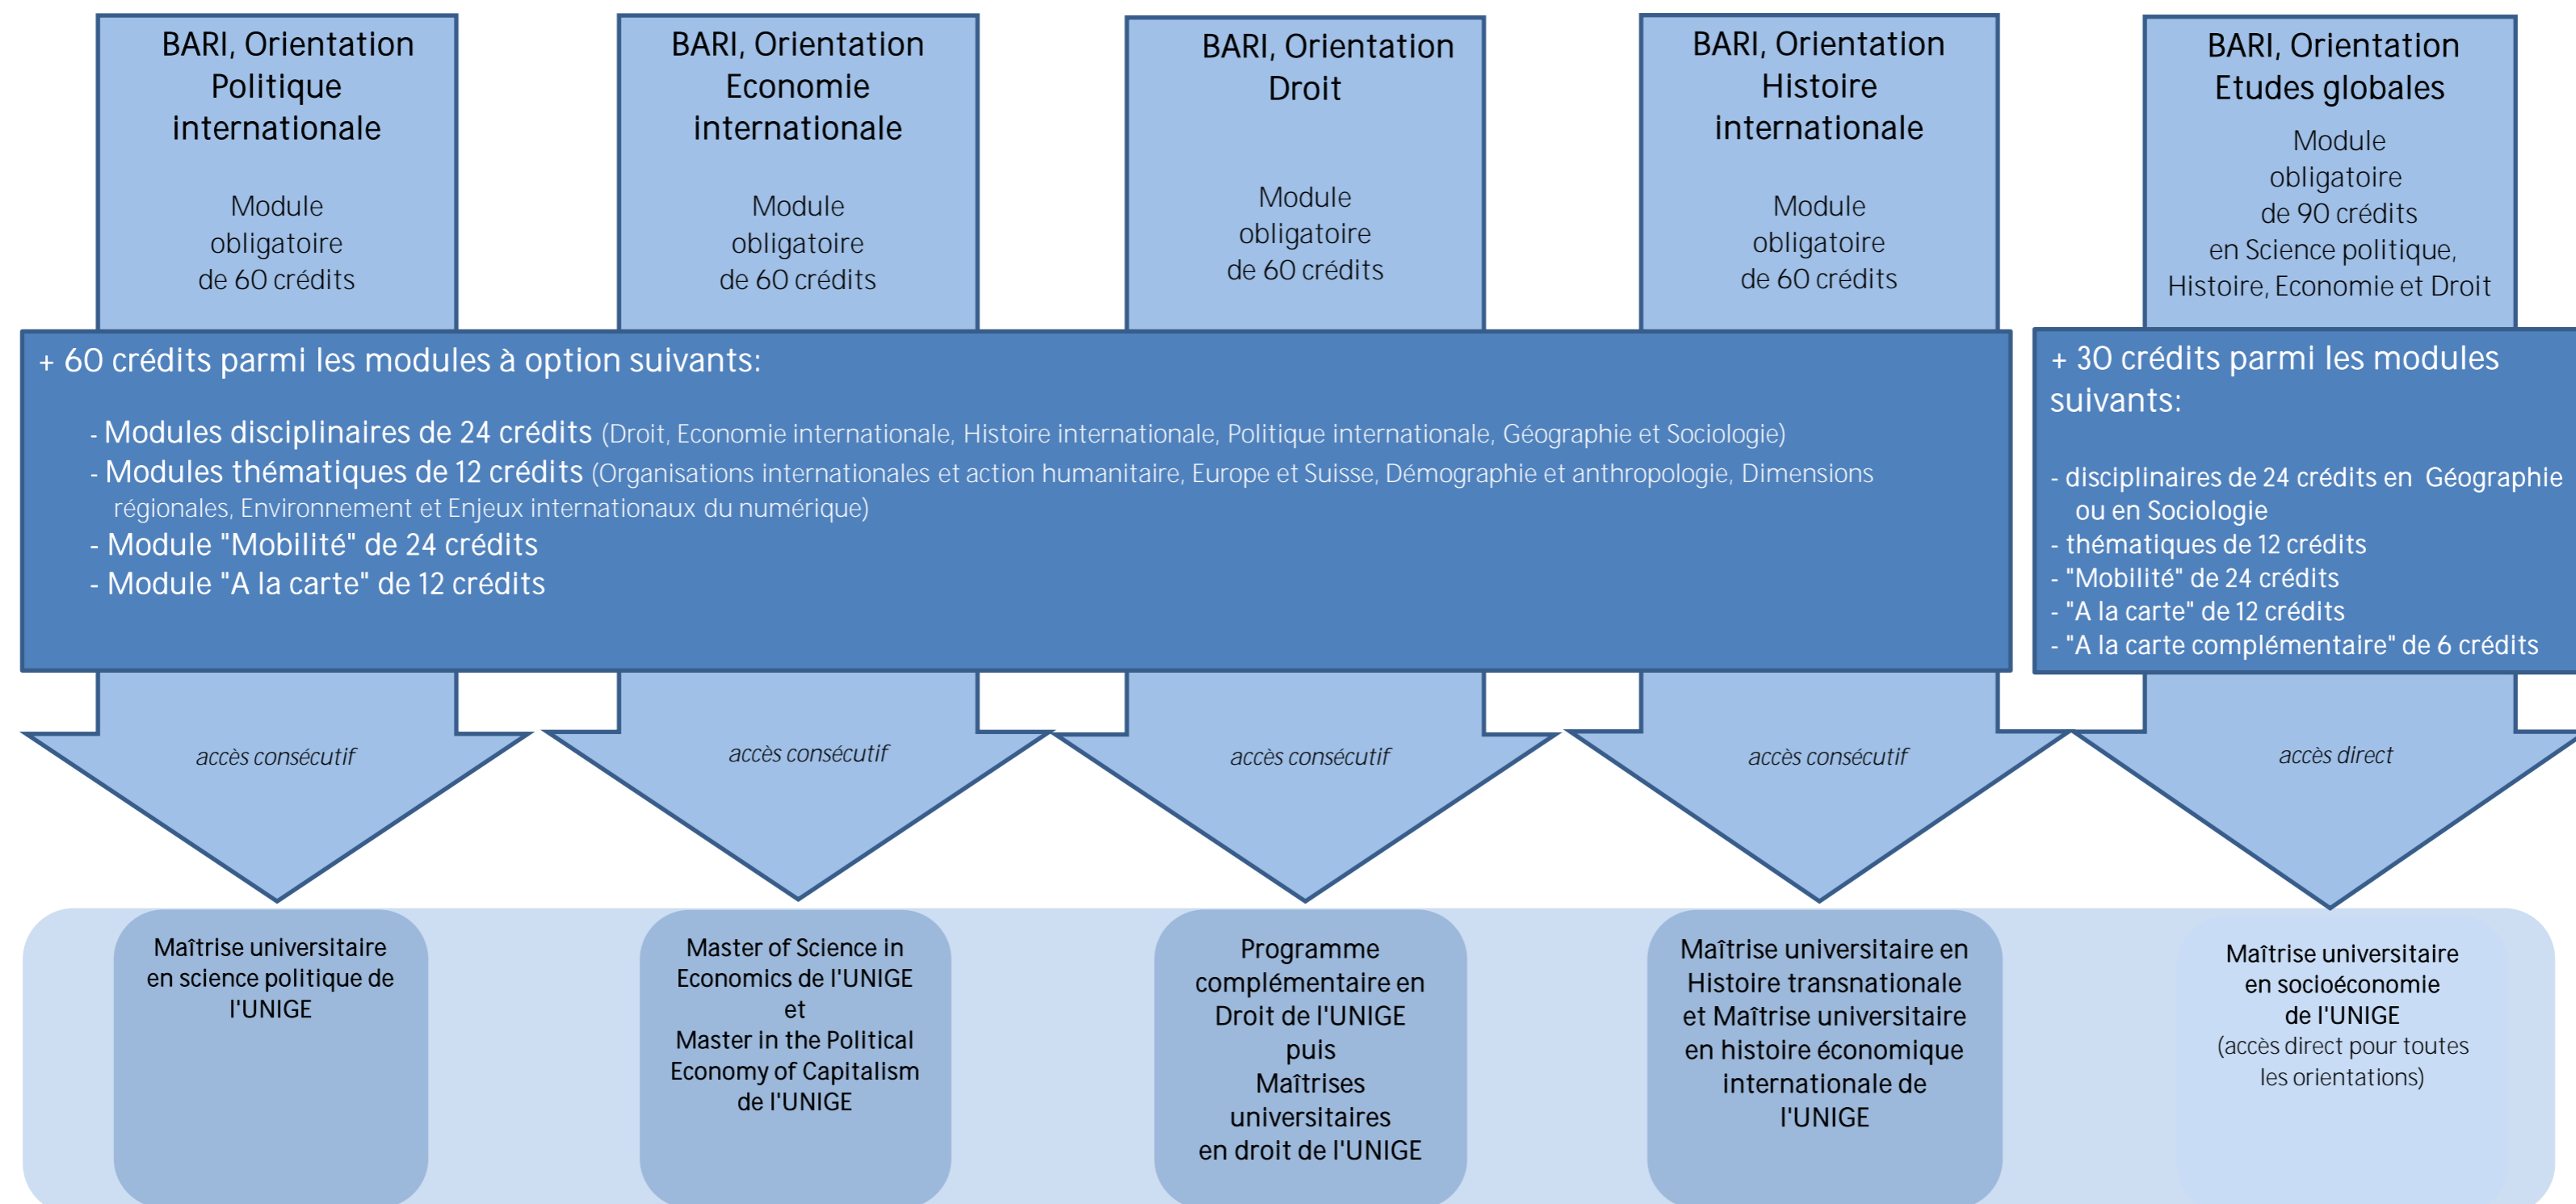 BARI, Orientation
Politique
internationale
Module
obligatoire
de 60 crédits
BARI, Orientation
Economie
internationale
Module
obligatoire
de 60 crédits
BARI, Orientation
Droit
Module
obligatoire
de 60 crédits
BARI, Orientation
Histoire
internationale
Module
obligatoire
de 60 crédits
BARI, Orientation
Etudes globales
Module
obligatoire
de 90 crédits
en Science politique,
Histoire, Economie et Droit
+ 60 crédits parmi les modules à option suivants:
- Modules disciplinaires de 24 crédits (Droit, Economie internationale, Histoire internationale, Politique internationale, Géographie et Sociologie)
- Modules thématiques de 12 crédits (Organisations internationales et action humanitaire, Europe et Suisse, Démographie et anthropologie, Dimensions
régionales, Environnement et Enjeux internationaux du numérique)
- Module "Mobilité" de 24 crédits
- Module "A la carte" de 12 crédits
+ 30 crédits parmi les modules
suivants:
- disciplinaires de 24 crédits en Géographie
ou en Sociologie
- thématiques de 12 crédits
- "Mobilité" de 24 crédits
- "A la carte" de 12 crédits
- "A la carte complémentaire" de 6 crédits
accès consécutif
accès consécutif
accès consécutif
accès consécutif
accès direct
Maîtrise universitaire
en science politique de
l'UNIGE
Master of Science in
Economics de l'UNIGE
et
Master in the Political
Economy of Capitalism
de l'UNIGE
Programme
complémentaire en
Droit de l'UNIGE
puis
Maîtrises
universitaires
en droit de l'UNIGE
Maîtrise universitaire en
Histoire transnationale
et Maîtrise universitaire
en histoire économique
internationale de
l'UNIGE
Maîtrise universitaire
en socioéconomie
de l'UNIGE
(accès direct pour toutes
les orientations)